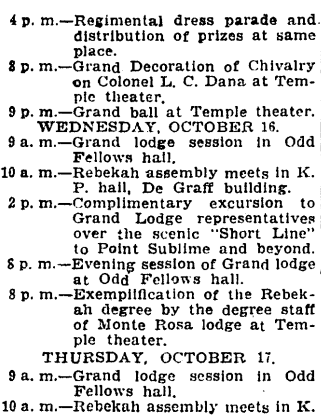 4 p. m.—Regimental dress parade and
distribution of prizes at same
place.
8 p. m.—Grand Decoration of Chivalry
on Colonel L. C. Dana at Tem-
ple theater.
9 p. m.—Grand ball at Temple theater.
WEDNESDAY, OCTOBER 16.
9 a. m.—Grand lodge session in Odd
Fellows hall.
10 a. m.—Rebekah assembly meets in K.
P. hall, De Graff building.
2 p. m.—Complimentary excursion to
Grand Lodge representatives
over the scenic "Short Line"
to Point Sublime and beyond.
8 p. m.—Evening session of Grand lodge
at Odd Fellows hall.
8 p. m.—Exemplification of the Rebek-
ah degree by the degree staff
of Monte Rosa lodge at Tem-
ple theater.
THURSDAY, OCTOBER 17.
9 a. m.—Grand lodge session in Odd
Fellows hall.
10 a. m.—Rebekah assembly meets in K.